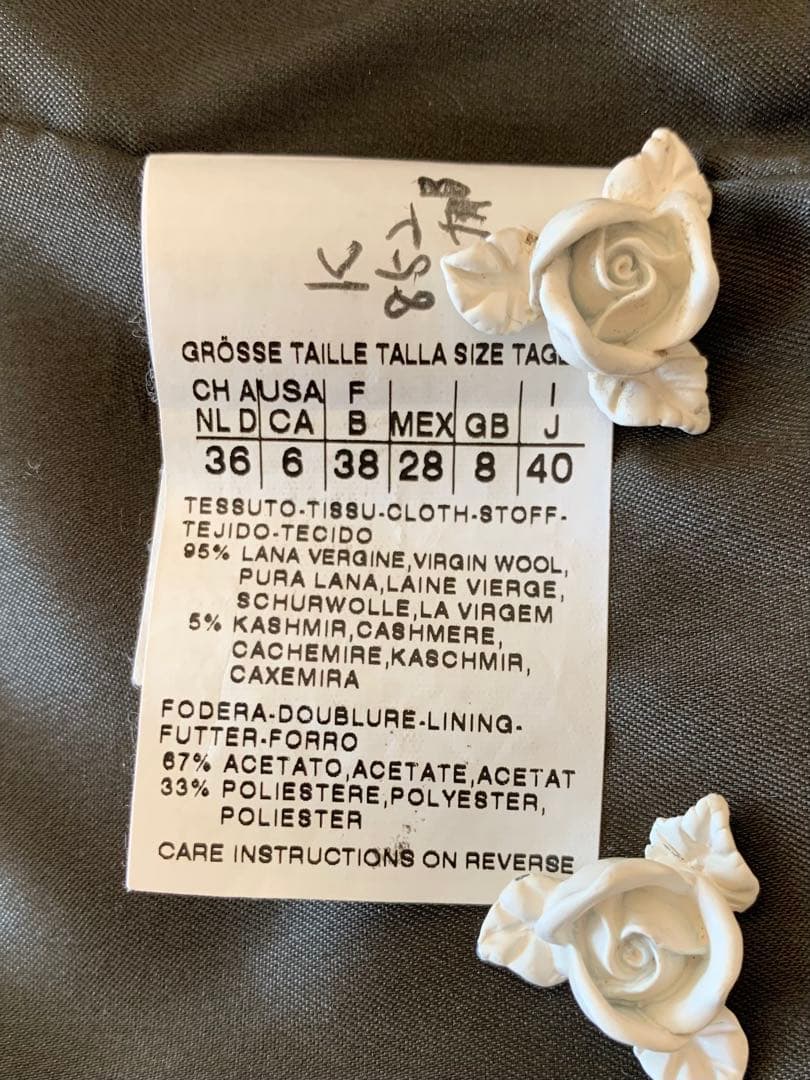 GRÖSSE TAILLE TALLA SIZE
CH A USA F I
NL D CA B MEX GB J
36 6 38 28 8 40
TESSUTO-TISSU-CLOTH-STOFF-
TEJIDO-TECIDO
95% LANA VERGINE,VIRGIN WOOL,
PURA LANA,LAINE VIERGE,
SCHURWOLLE,LA VIRGEM
5% KASHMIR,CASHMERE,
CACHEMIRE,KASCHMIR,
CAXEMIRA
FODERA-DOUBLURE-LINING-
FUTTER-FORRO
67% ACETATO,ACETATE,ACETAT
33% POLIESTERE,POLYESTER,
POLIESTER
CARE INSTRUCTIONS ON REVERSE